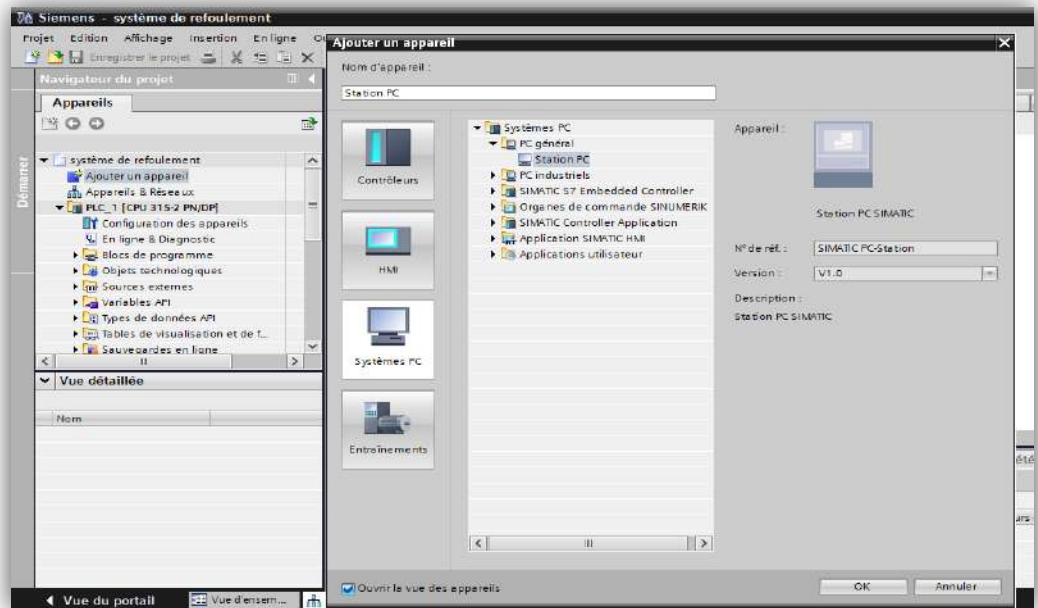 Siemens - système de refoulement
Projet Edition Affichage Insertion En ligne
Enregistrer le projet
Navigateur du projet
Appareils
Démarrer
système de refoulement
Ajouter un appareil
Appareils & Réseaux
PLC_1 [CPU 315-2 PN/DP]
Configuration des appareils
En ligne & Diagnostic
Blocs de programme
Objets technologiques
Sources externes
Variables API
Types de données API
Tables de visualisation et de f...
Sauvegardes en ligne
Vue détaillée
Nom
Vue du portail
Vue d'ensem...
Ajouter un appareil
Nom d'appareil :
Station PC
Contrôleurs
HMI
Systèmes PC
Entraînements
Systèmes PC
PC général
Station PC
PC industriels
SIMATIC S7 Embedded Controller
Organes de commande SINUMERIK
SIMATIC Controller Application
Application SIMATIC HMI
Applications utilisateur
Appareil :
Station PC SIMATIC
N° de réf. :
SIMATIC PC-Station
Version :
V1.0
Description :
Station PC SIMATIC
Ouvrir la vue des appareils
OK
Annuler